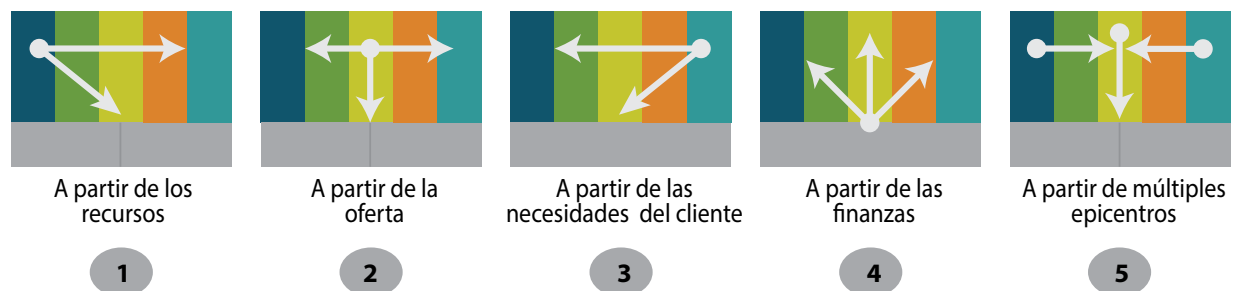 A partir de los
recursos
A partir de la
oferta
A partir de las
necesidades del cliente
A partir de las
finanzas
A partir de múltiples
epicentros
1
2
3
4
5